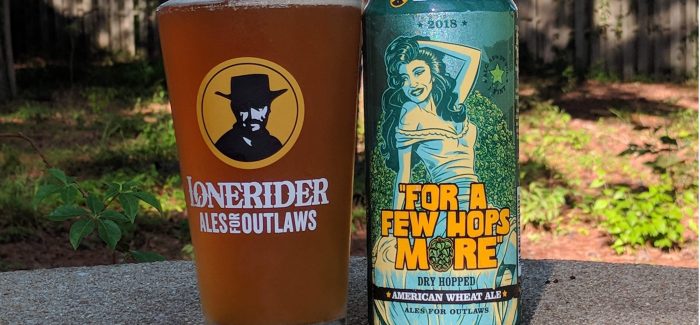 LONERIDER
ALES FOR OUTLAWS
★ 2018 ★
"FOR A
FEW HOPS
MORE"
DRY HOPPED
★ AMERICAN WHEAT ALE ★
ALES FOR OUTLAWS